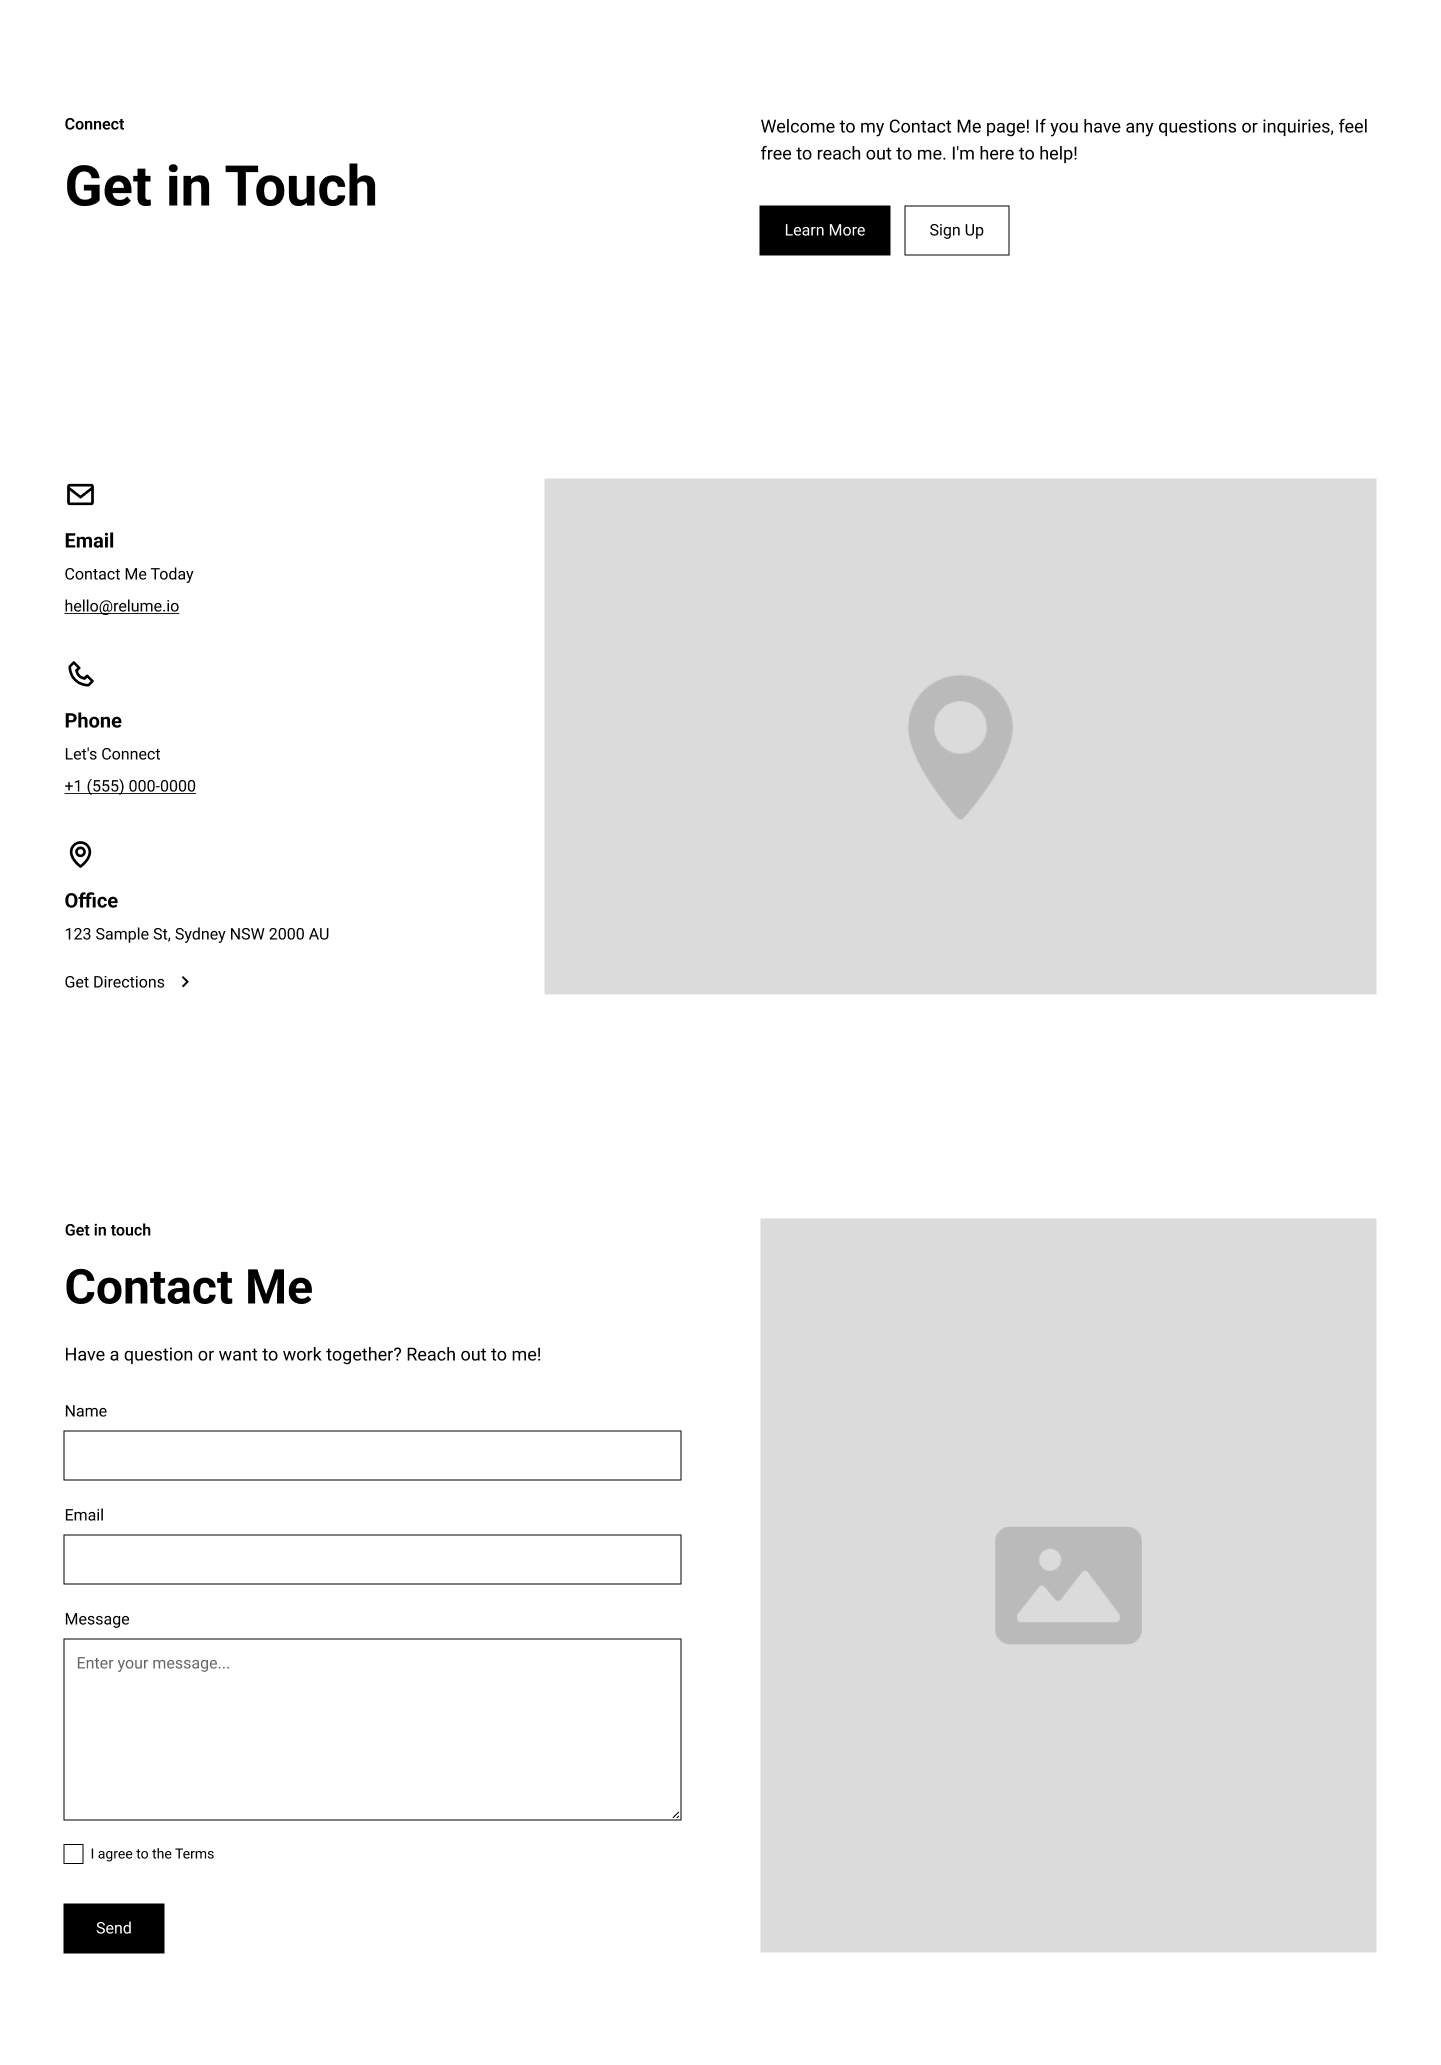 Connect
Get in Touch
Welcome to my Contact Me page! If you have any questions or inquiries, feel
free to reach out to me. I'm here to help!
Learn More
Sign Up
Email
Contact Me Today
hello@relume.io
Phone
Let's Connect
+1 (555) 000-0000
Office
123 Sample St, Sydney NSW 2000 AU
Get Directions
Get in touch
Contact Me
Have a question or want to work together? Reach out to me!
Name
Email
Message
Enter your message...
I agree to the Terms
Send